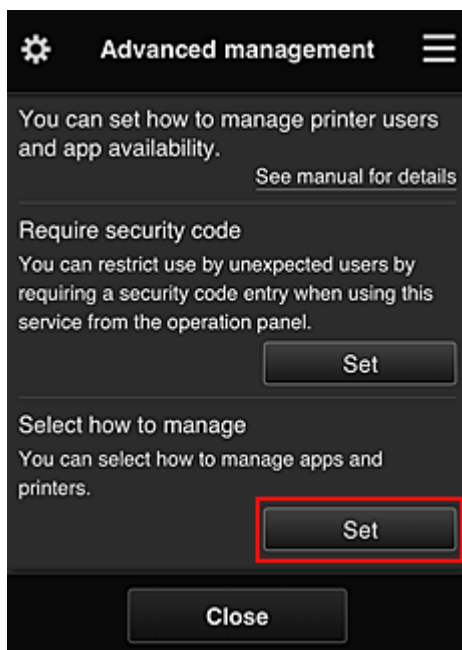 Advanced management
You can set how to manage printer users
and app availability.
See manual for details
Require security code
You can restrict use by unexpected users by
requiring a security code entry when using this
service from the operation panel.
Set
Select how to manage
You can select how to manage apps and
printers.
Set
Close